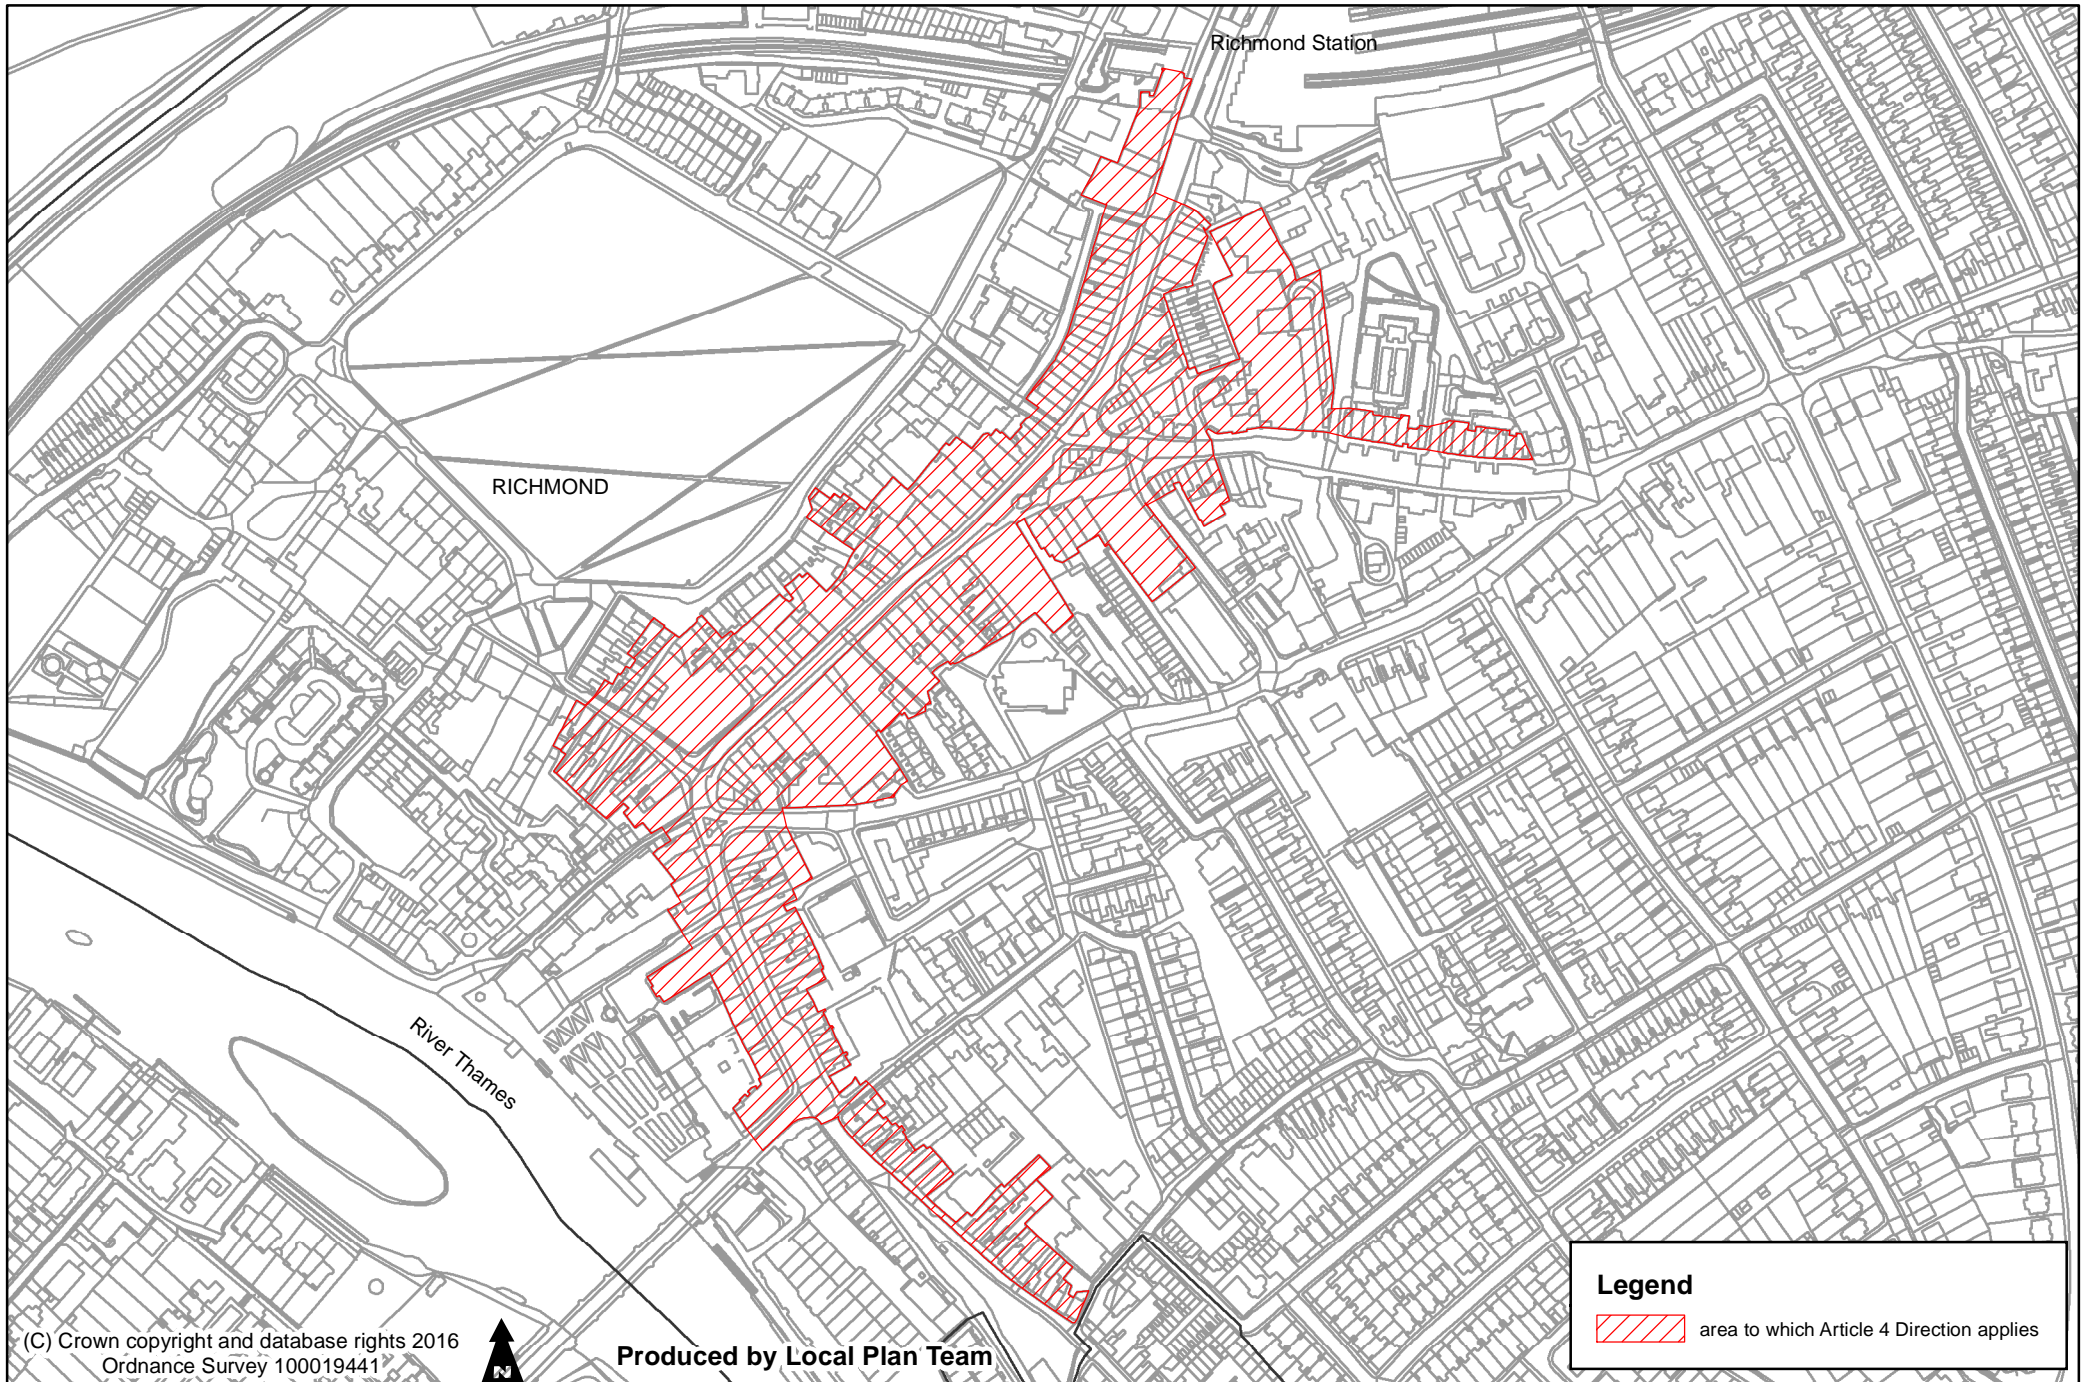 Richmond Station
RICHMOND
River Thames
Legend
area to which Article 4 Direction applies
(C) Crown copyright and database rights 2016
Ordnance Survey 100019441
N
Produced by Local Plan Team